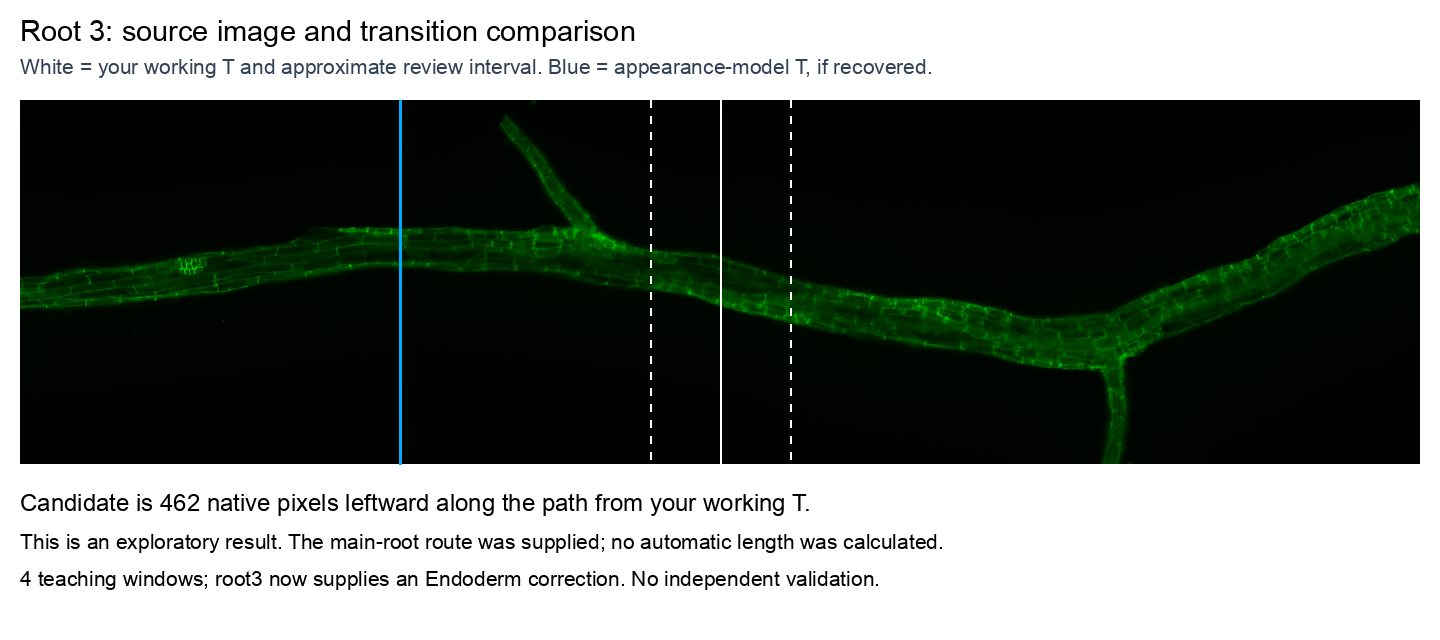 Root 3: source image and transition comparison
White = your working T and approximate review interval. Blue = appearance-model T, if recovered.
Candidate is 462 native pixels leftward along the path from your working T.
This is an exploratory result. The main-root route was supplied; no automatic length was calculated.
4 teaching windows; root3 now supplies an Endoderm correction. No independent validation.